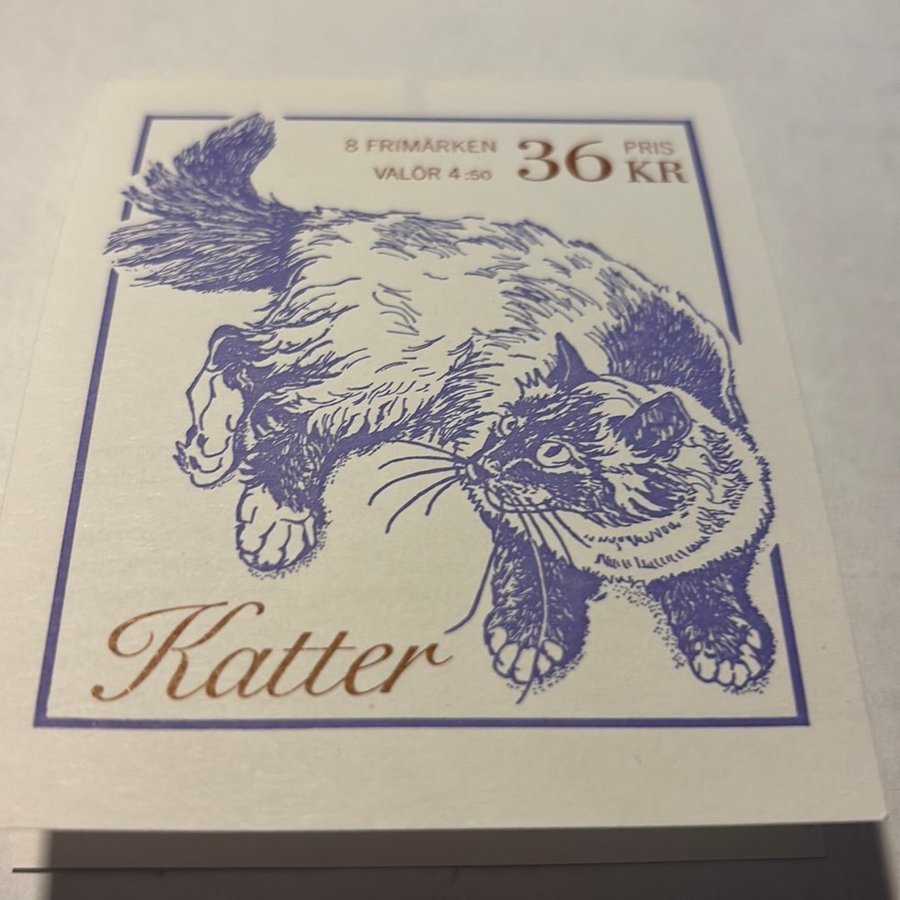 8 FRIMÄRKEN
VALÖR 4:50
36 PRIS KR
Katter